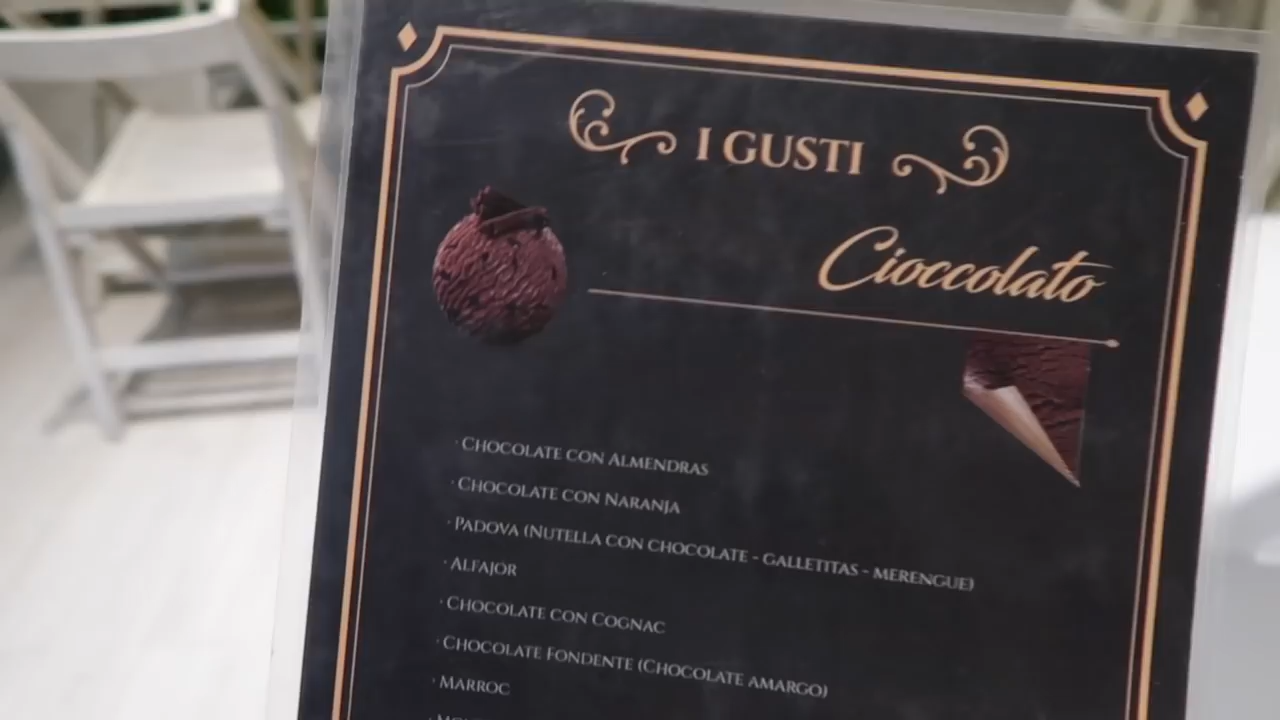 I GUSTI
Cioccolato
· CHOCOLATE CON ALMENDRAS
· CHOCOLATE CON NARANJA
· PADOVA (NUTELLA CON CHOCOLATE - GALLETITAS - MERENGUE)
· ALFAJOR
· CHOCOLATE CON COGNAC
· CHOCOLATE FONDENTE (CHOCOLATE AMARGO)
· MARROC